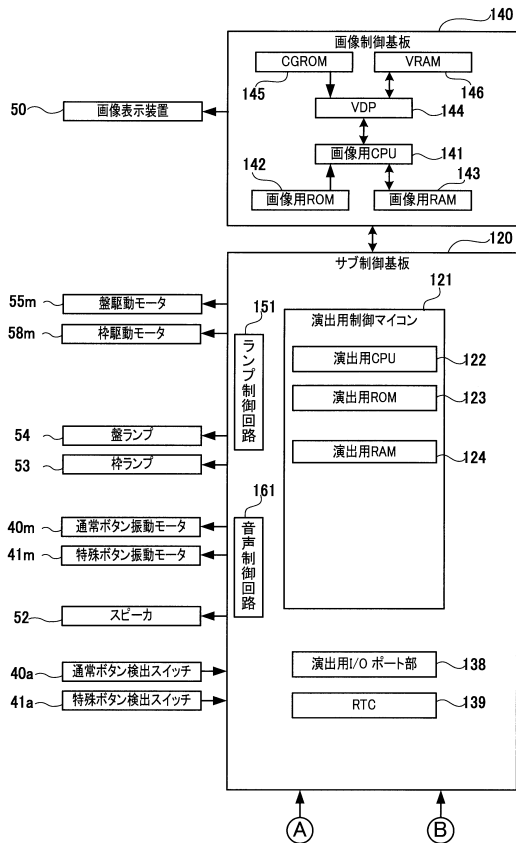 140
画像制御基板
CGROM
VRAM
145
146
50
画像表示装置
VDP
144
画像用CPU
141
142
143
画像用ROM
画像用RAM
120
サブ制御基板
121
55m
盤駆動モータ
151
演出用制御マイコン
58m
枠駆動モータ
ランプ制御回路
演出用CPU
122
演出用ROM
123
54
盤ランプ
演出用RAM
124
53
枠ランプ
161
40m
通常ボタン振動モータ
音声制御回路
41m
特殊ボタン振動モータ
52
スピーカ
40a
通常ボタン検出スイッチ
演出用I/Oポート部
138
41a
特殊ボタン検出スイッチ
RTC
139
A
B